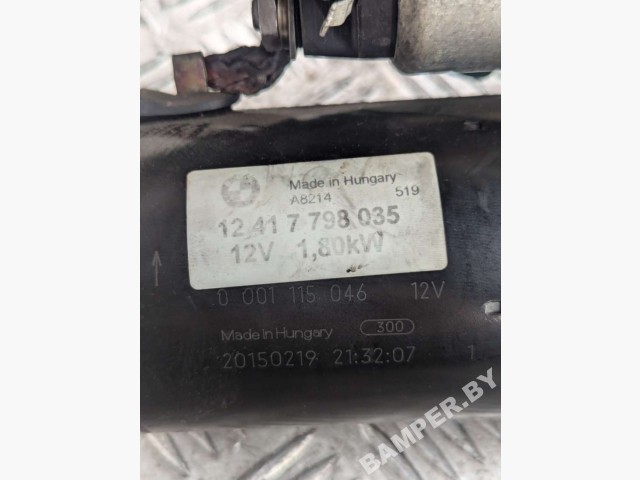 Made in Hungary
A8214 519
12 41 7 798 035
12V 1,80kW
0 001 115 046 12V
Made in Hungary 300
20150219 21:32:07 1
BAMPER.BY